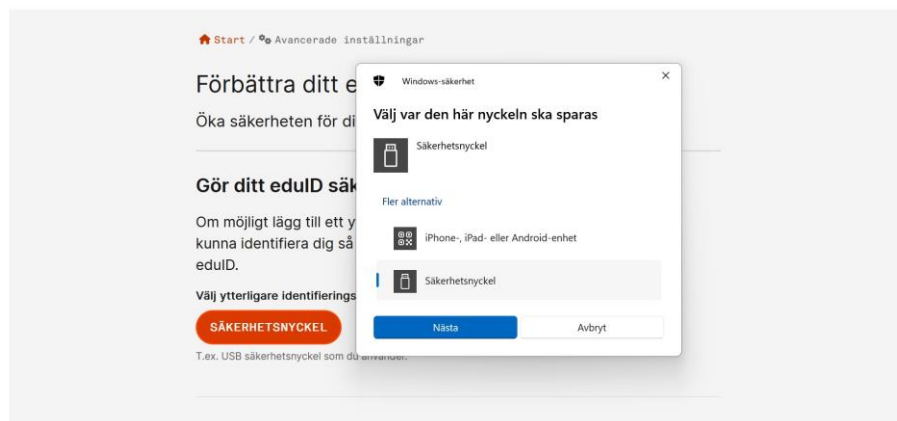 Start / Avancerade inställningar
Förbättra ditt e
Öka säkerheten för di
Gör ditt eduID säk
Om möjligt lägg till ett y
kunna identifiera dig så
eduID.
Välj ytterligare identifierings
SÄKERHETSNYCKEL
T.ex. USB säkerhetsnyckel som du använder.
Windows-säkerhet
Välj var den här nyckeln ska sparas
Säkerhetsnyckel
Fler alternativ
iPhone-, iPad- eller Android-enhet
Säkerhetsnyckel
Nästa
Avbryt